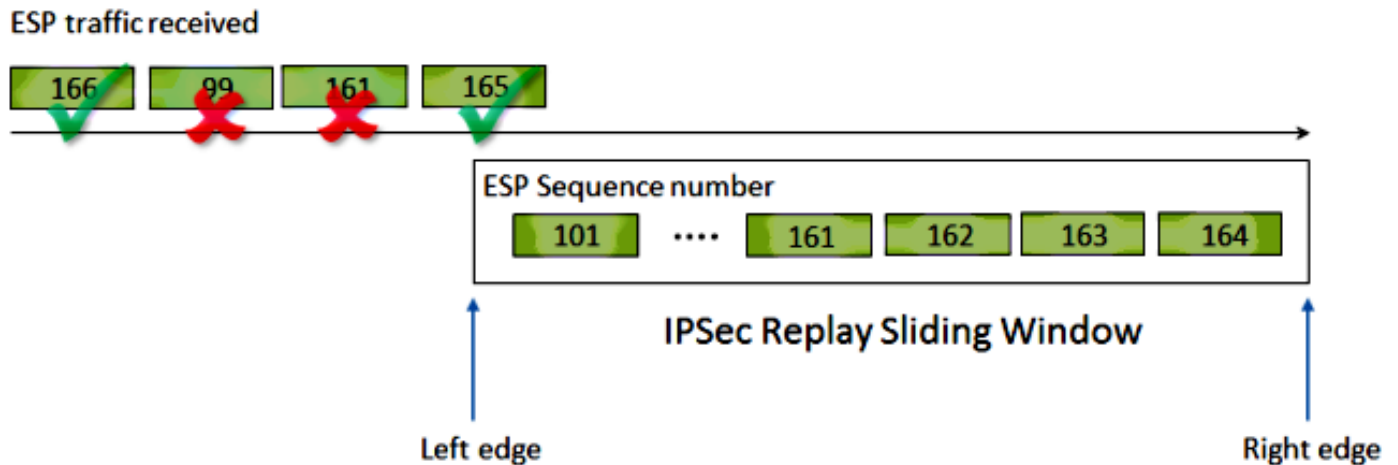 ESP traffic received
166 99 161 165
ESP Sequence number
101 .... 161 162 163 164
IPSec Replay Sliding Window
Left edge Right edge